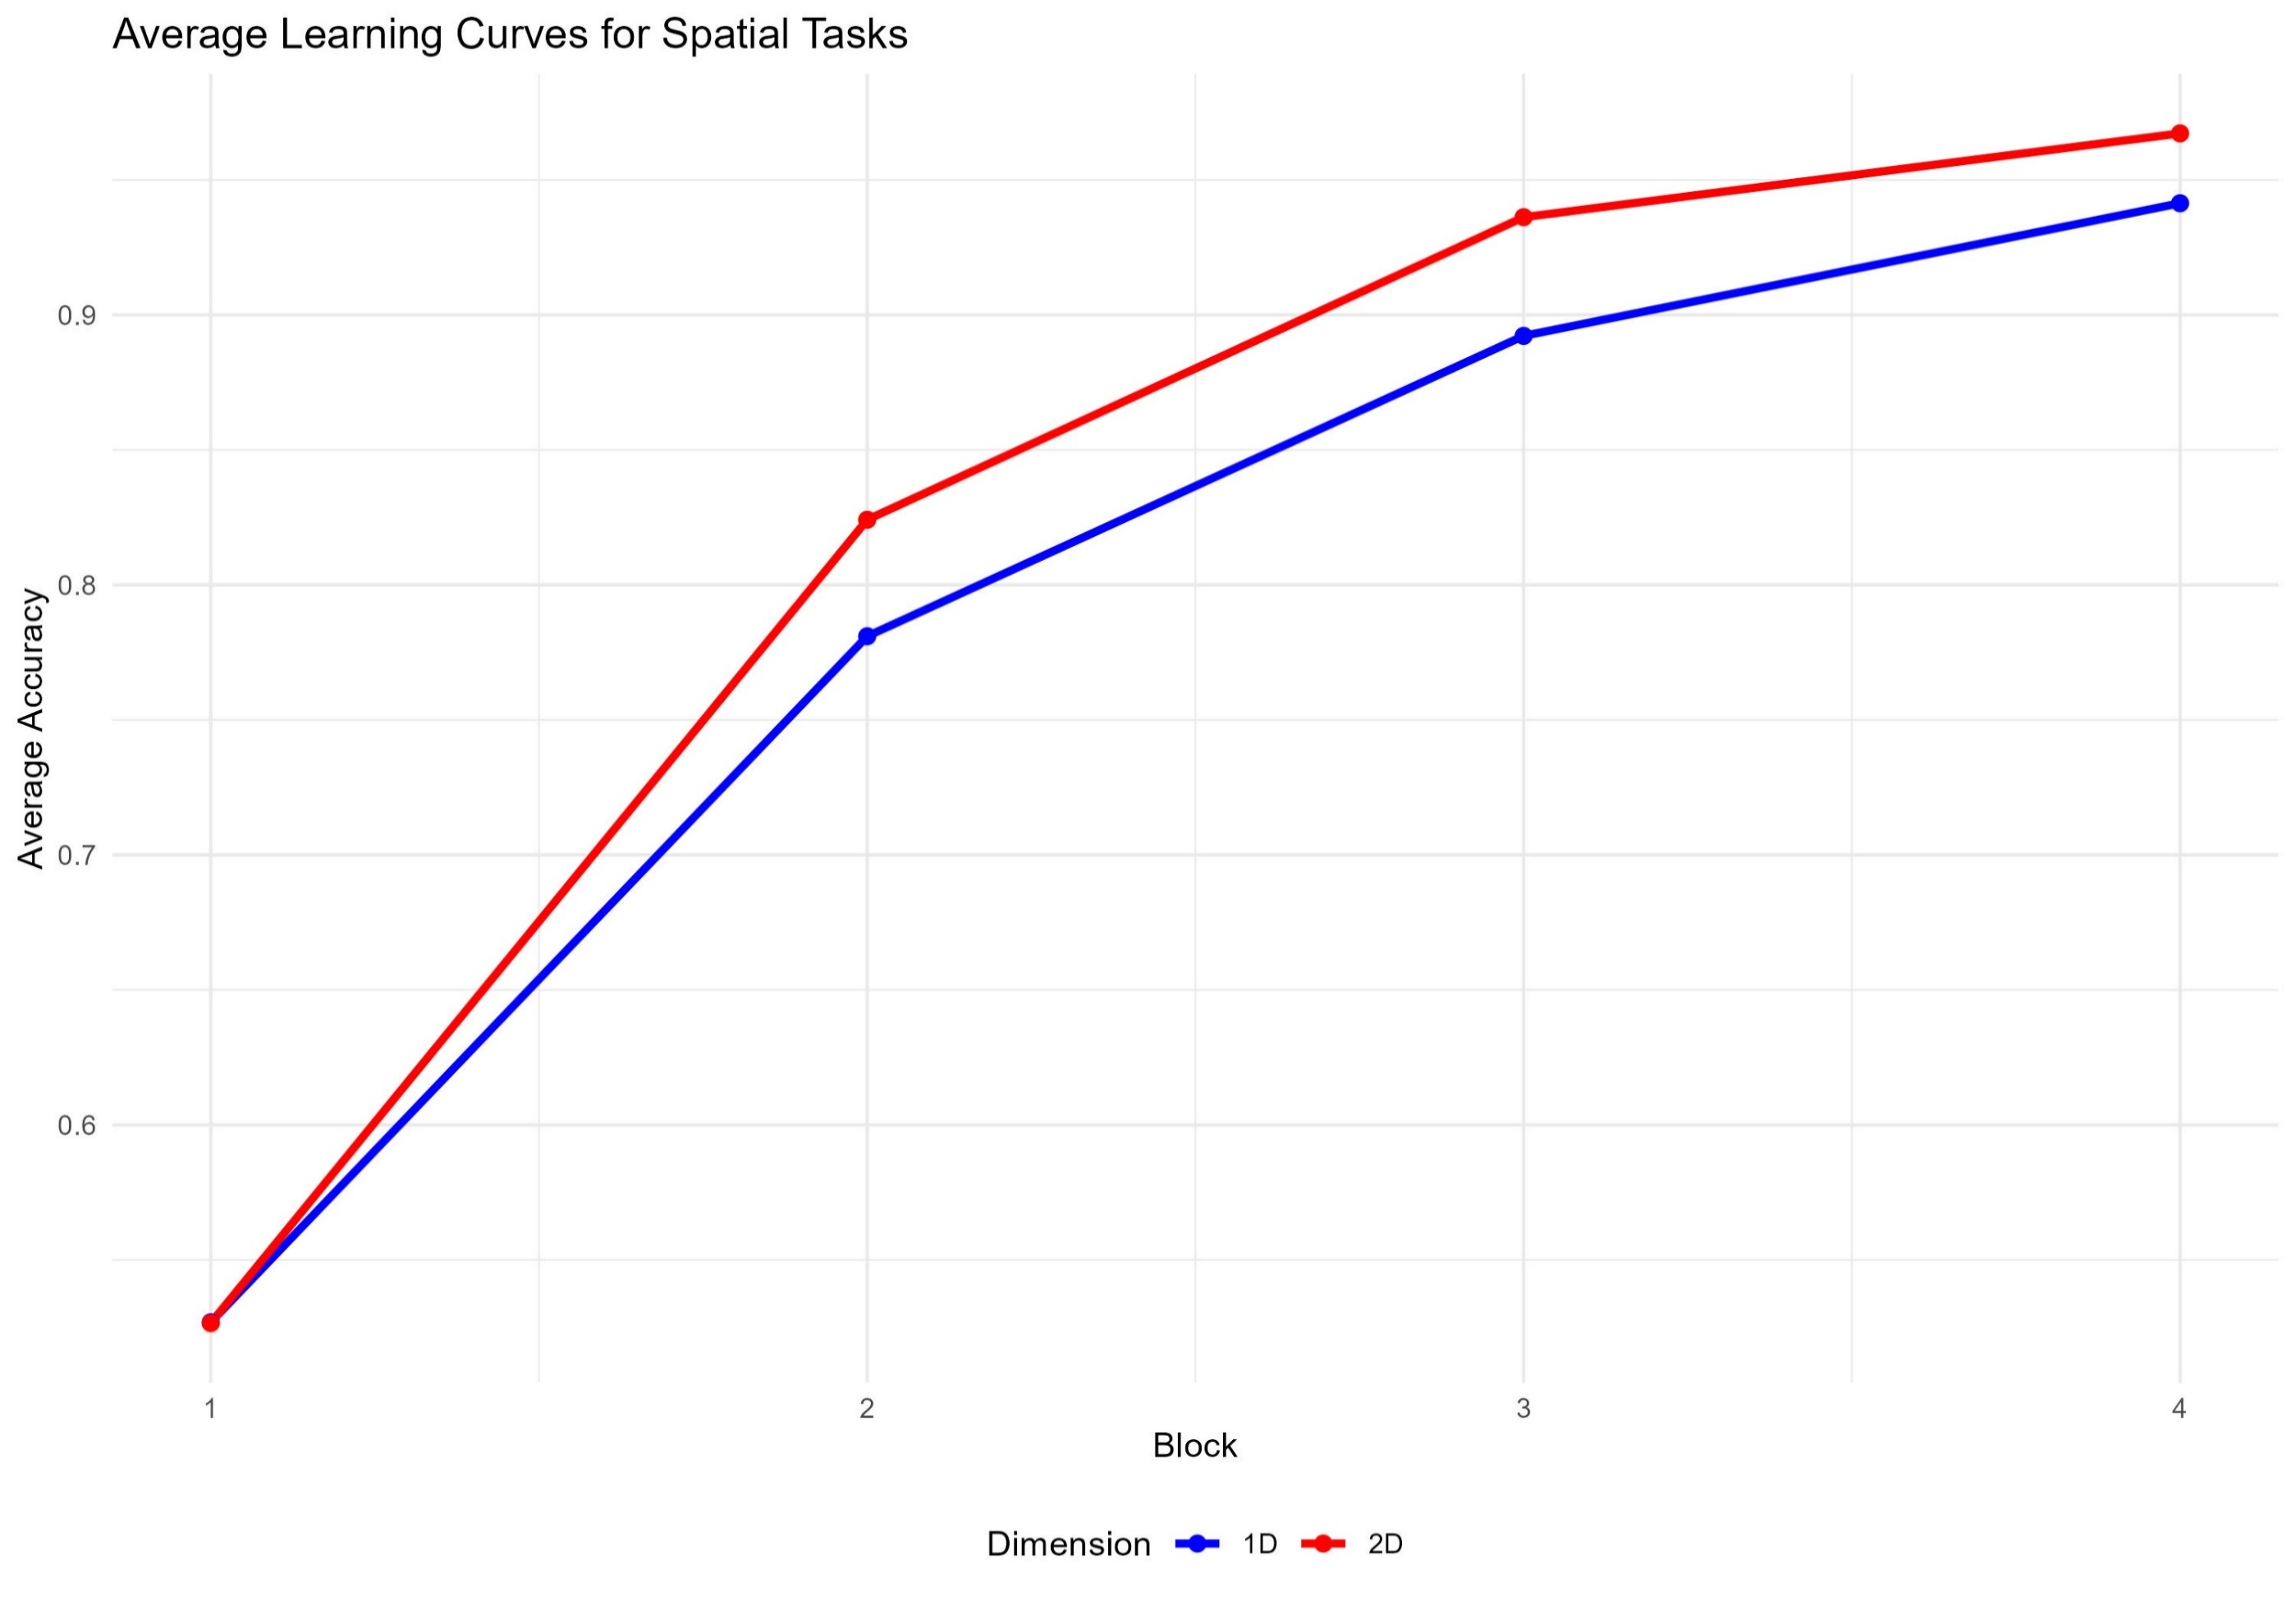 Average Learning Curves for Spatial Tasks
Average Accuracy
0.9
0.8
0.7
0.6
1 2 3 4
Block
Dimension 1D 2D